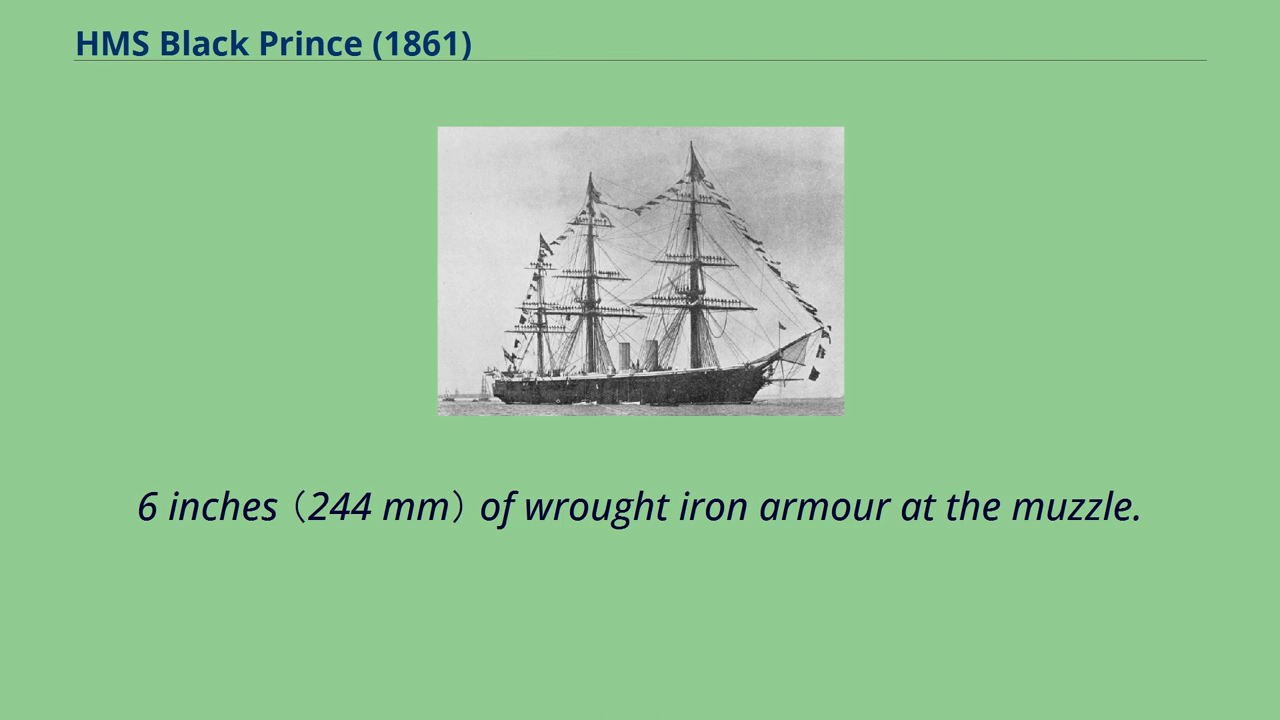 HMS Black Prince (1861)
6 inches (244 mm) of wrought iron armour at the muzzle.